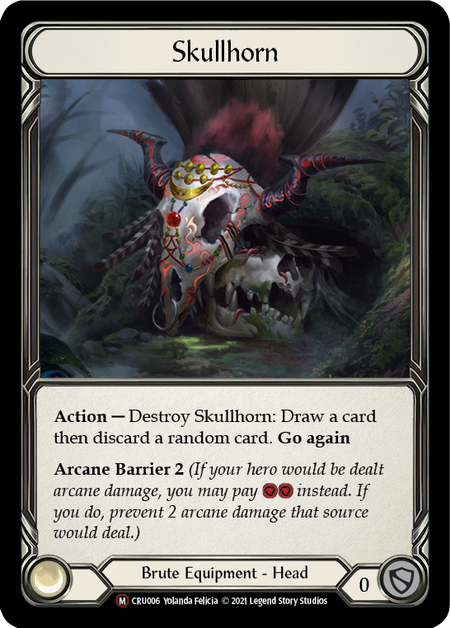 Skullhorn
Action — Destroy Skullhorn: Draw a card
then discard a random card. Go again
Arcane Barrier 2 (If your hero would be dealt
arcane damage, you may pay instead. If
you do, prevent 2 arcane damage that source
would deal.)
Brute Equipment - Head
0
M CRU006 Yolanda Felicia © 2021 Legend Story Studios